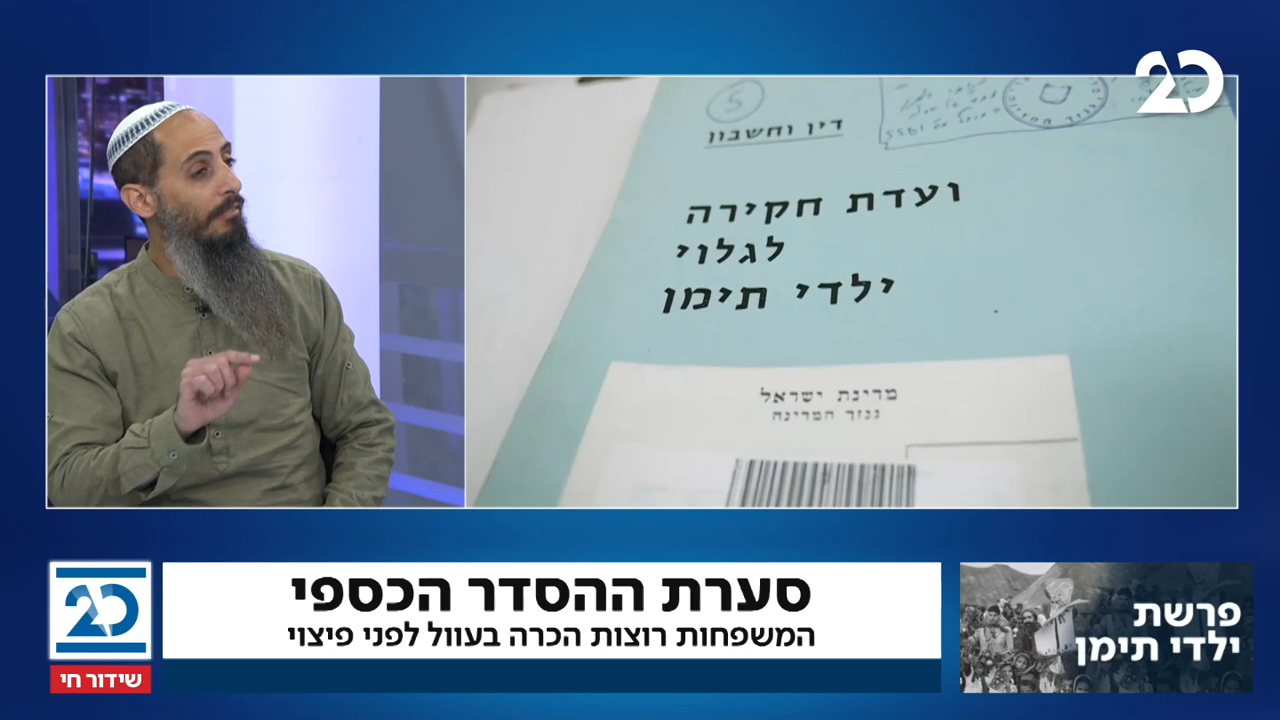 20
דין וחשבון
ועדת חקירה
לגלוי
ילדי תימן
מדינת ישראל
גנזך המדינה
פרשת
ילדי תימן
סערת ההסדר הכספי
המשפחות רוצות הכרה בעוול לפני פיצוי
20
שידור חי